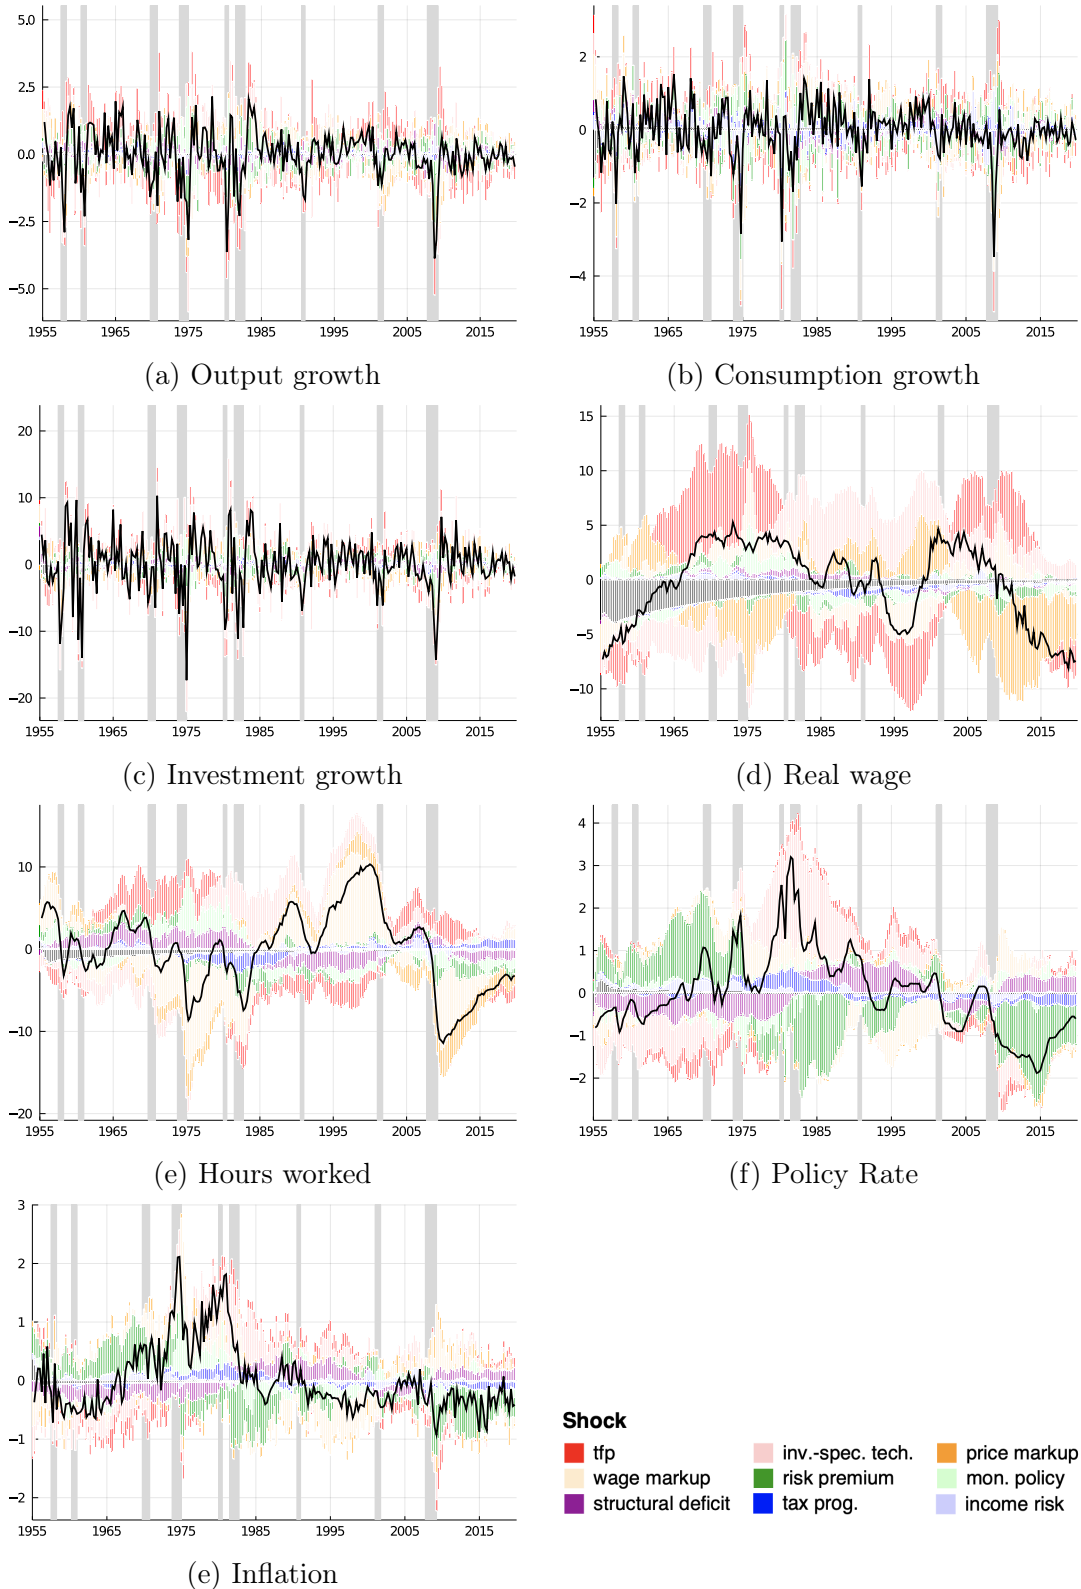 5.0
2.5
0.0
−2.5
−5.0
1955 1965 1975 1985 1995 2005 2015
(a) Output growth
2
0
−2
−4
1955 1965 1975 1985 1995 2005 2015
(b) Consumption growth
20
10
0
−10
−20
1955 1965 1975 1985 1995 2005 2015
(c) Investment growth
15
10
5
0
−5
−10
1955 1965 1975 1985 1995 2005 2015
(d) Real wage
10
0
−10
−20
1955 1965 1975 1985 1995 2005 2015
(e) Hours worked
4
3
2
1
0
−1
−2
1955 1965 1975 1985 1995 2005 2015
(f) Policy Rate
3
2
1
0
−1
−2
1955 1965 1975 1985 1995 2005 2015
(e) Inflation
Shock
tfp inv.-spec. tech. price markup
wage markup risk premium mon. policy
structural deficit tax prog. income risk